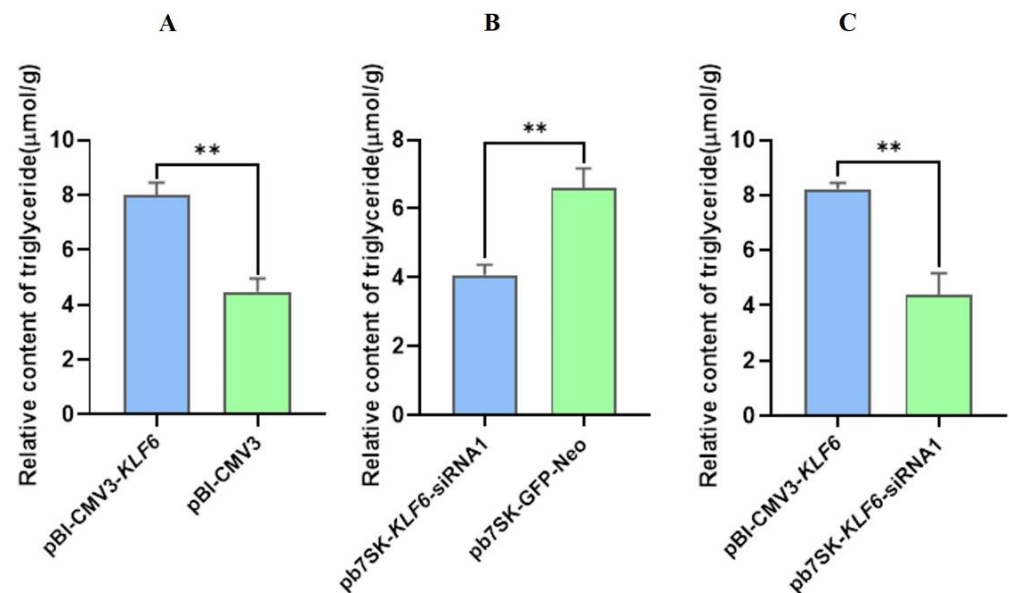 A
B
C
Relative content of triglyceride(μmol/g)
10
8
6
4
2
0
**
pBI-CMV3-KLF6
pBI-CMV3
Relative content of triglyceride(μmol/g)
8
6
4
2
0
**
pb7SK-KLF6-siRNA1
pb7SK-GFP-Neo
Relative content of triglyceride(μmol/g)
10
8
6
4
2
0
**
pBI-CMV3-KLF6
pb7SK-KLF6-siRNA1